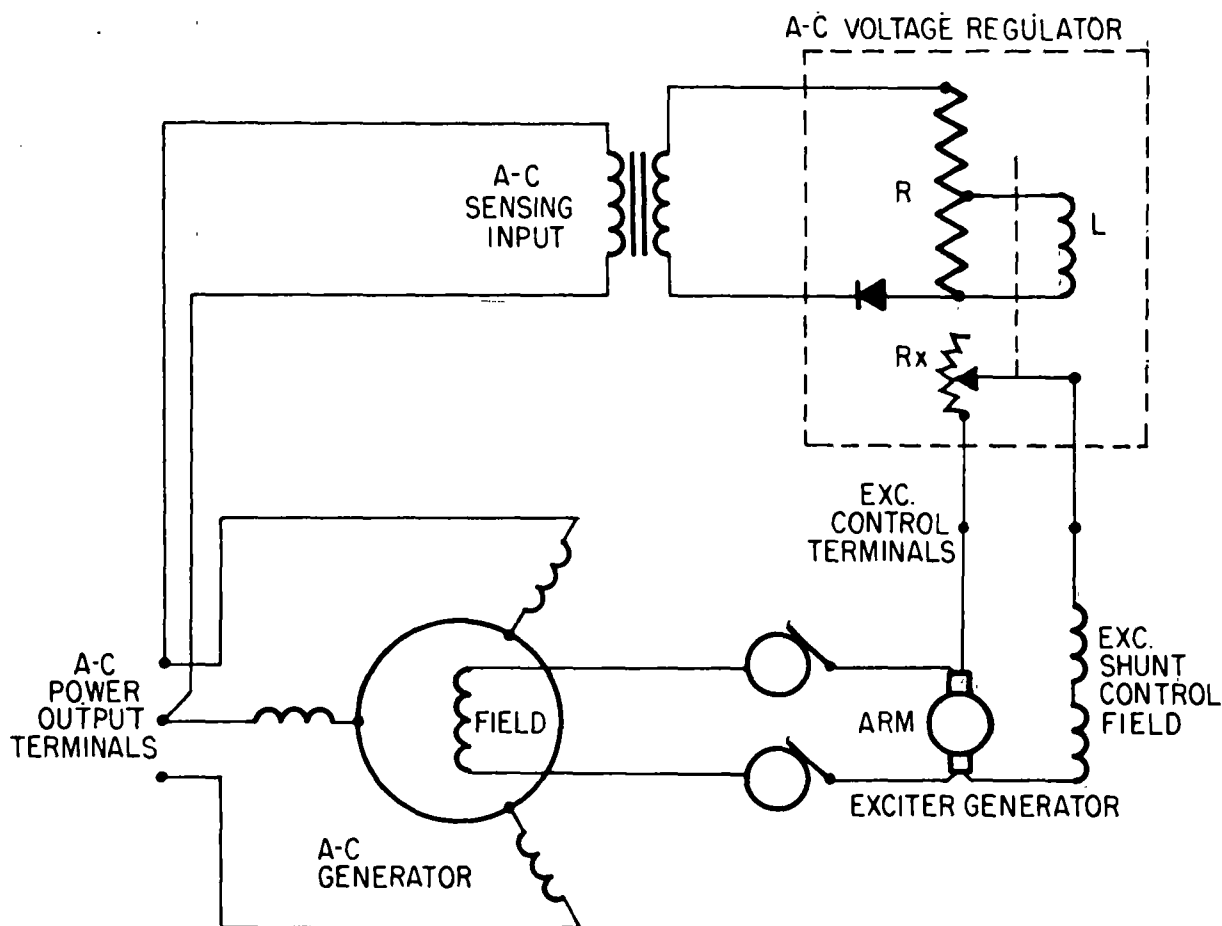 A-C VOLTAGE REGULATOR
A-C
SENSING
INPUT
R
L
Rx
EXC.
CONTROL
TERMINALS
A-C
POWER
OUTPUT
TERMINALS
FIELD
ARM
EXC.
SHUNT
CONTROL
FIELD
EXCITER GENERATOR
A-C
GENERATOR